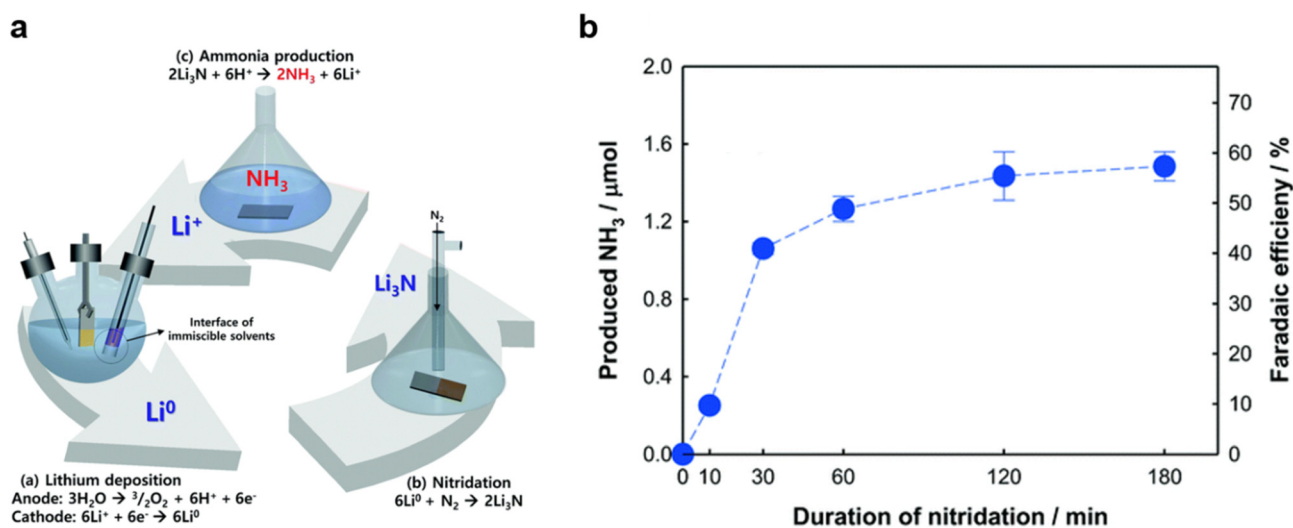 a
(c) Ammonia production
2Li₃N + 6H⁺ → 2NH₃ + 6Li⁺
NH₃
Li⁺
N₂
Li₃N
Interface of
immiscible solvents
Li⁰
(a) Lithium deposition
Anode: 3H₂O → ³/₂O₂ + 6H⁺ + 6e⁻
Cathode: 6Li⁺ + 6e⁻ → 6Li⁰
(b) Nitridation
6Li⁰ + N₂ → 2Li₃N
b
Produced NH₃ / μmol
2.0
1.6
1.2
0.8
0.4
0.0
0 10 30 60 120 180
Duration of nitridation / min
70
60
50
40
30
20
10
0
Faradaic efficieny / %